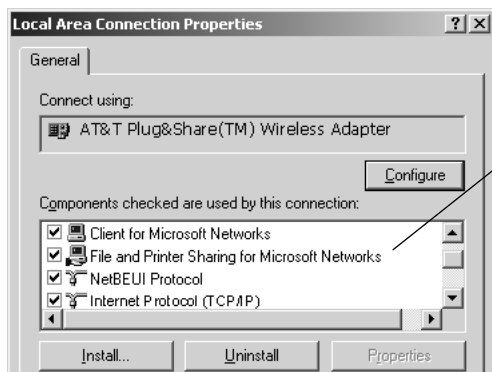 Local Area Connection Properties
General
Connect using:
AT&T Plug&Share(TM) Wireless Adapter
Configure
Components checked are used by this connection:
Client for Microsoft Networks
File and Printer Sharing for Microsoft Networks
NetBEUI Protocol
Internet Protocol (TCP/IP)
Install... Uninstall Properties